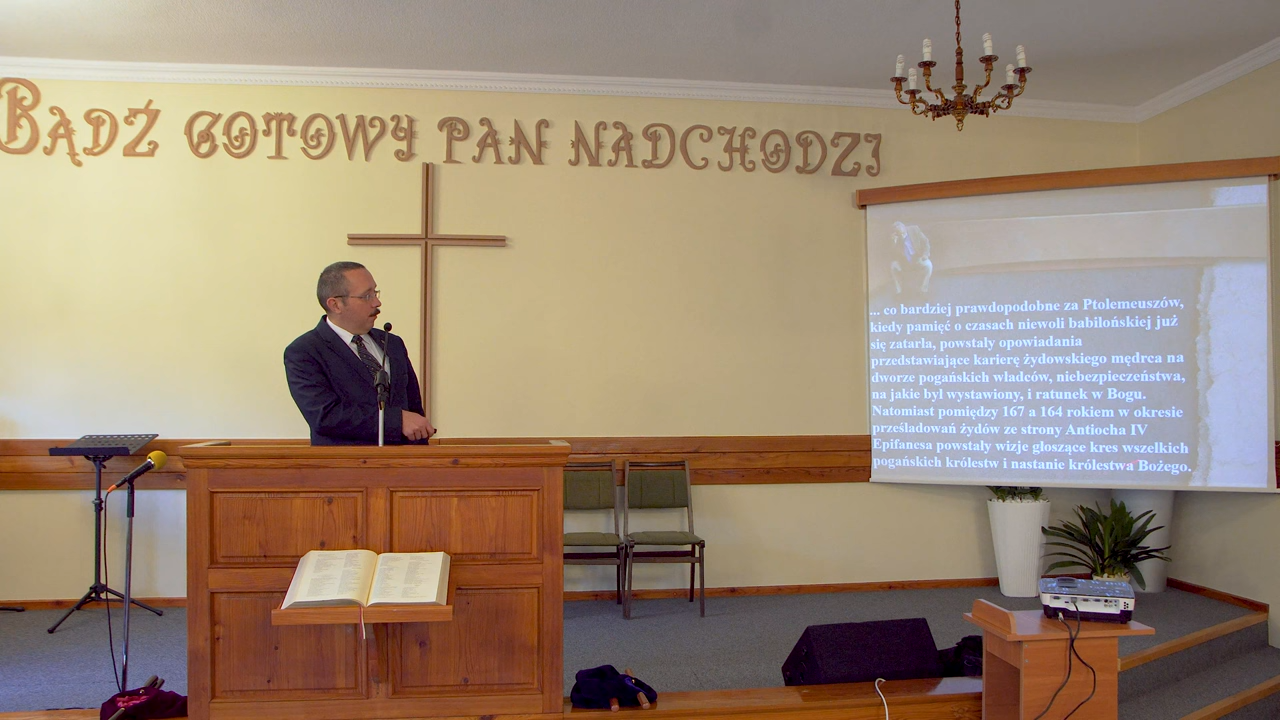 BĄDŹ GOTOWY PAN NADCHODZI
... co bardziej prawdopodobne za Ptolemeuszów,
kiedy pamięć o czasach niewoli babilońskiej już
się zatarła, powstały opowiadania
przedstawiające karierę żydowskiego mędrca na
dworze pogańskich władców, niebezpieczeństwa,
na jakie był wystawiony, i ratunek w Bogu.
Natomiast pomiędzy 167 a 164 rokiem w okresie
prześladowań żydów ze strony Antiocha IV
Epifanesa powstały wizje głoszące kres wszelkich
pogańskich królestw i nastanie królestwa Bożego.